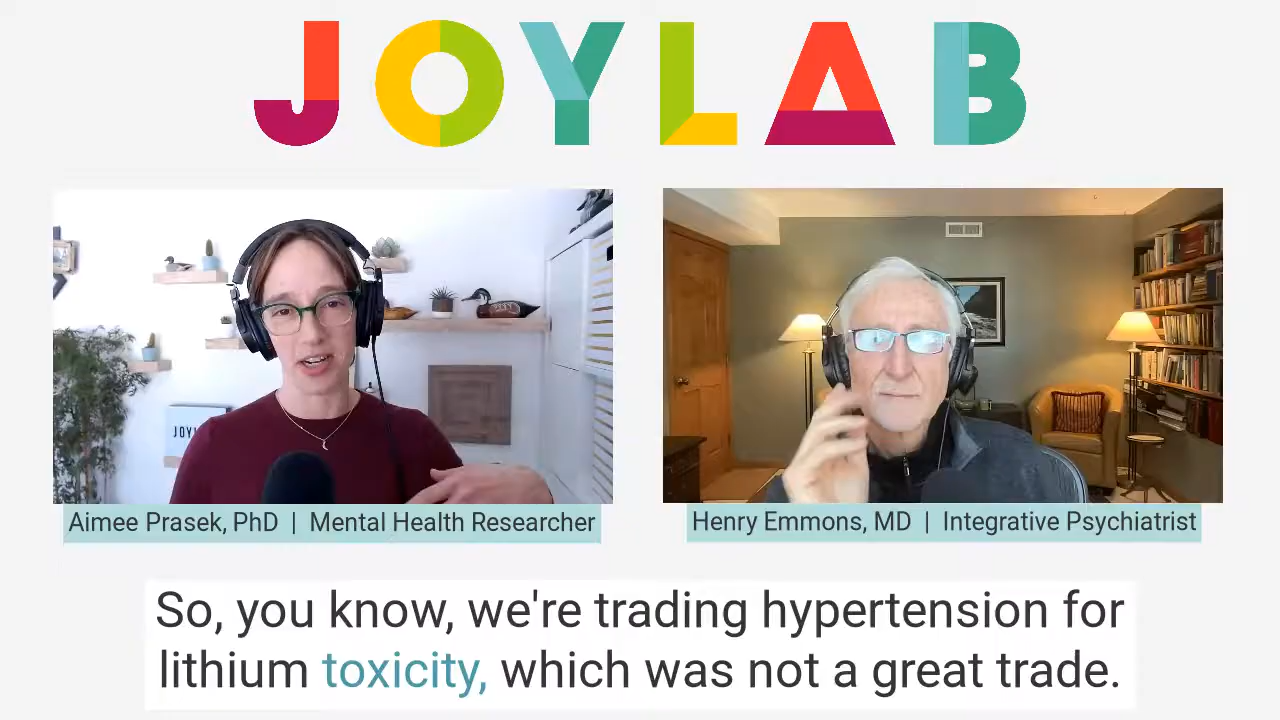 JOYLAB
JOY
Aimee Prasek, PhD | Mental Health Researcher
Henry Emmons, MD | Integrative Psychiatrist
So, you know, we're trading hypertension for
lithium toxicity, which was not a great trade.